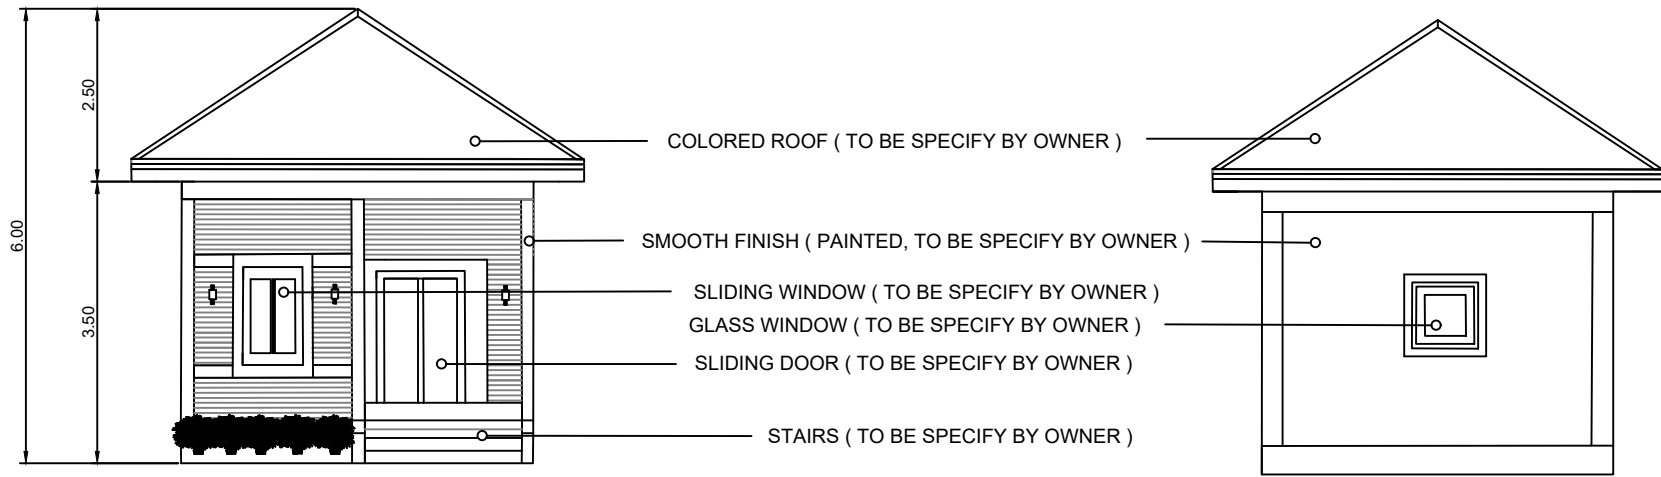 2.50
COLORED ROOF ( TO BE SPECIFY BY OWNER )
6.00
SMOOTH FINISH ( PAINTED, TO BE SPECIFY BY OWNER )
SLIDING WINDOW ( TO BE SPECIFY BY OWNER )
3.50
GLASS WINDOW ( TO BE SPECIFY BY OWNER )
SLIDING DOOR ( TO BE SPECIFY BY OWNER )
STAIRS ( TO BE SPECIFY BY OWNER )